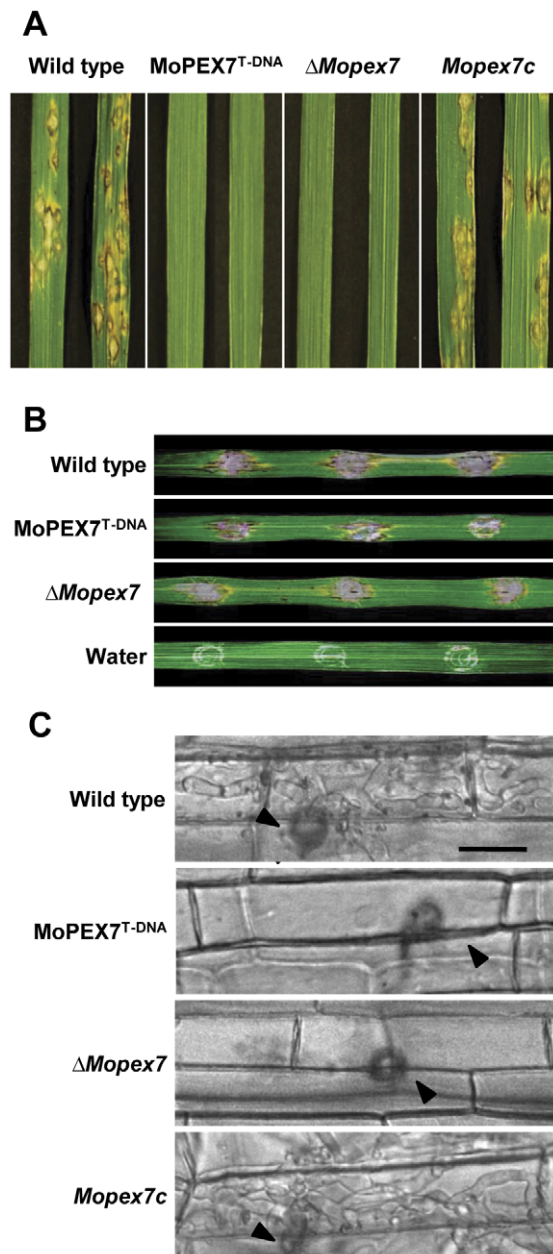 A
Wild type MoPEX7T-DNA ΔMopex7 Mopex7c
B
Wild type
MoPEX7T-DNA
ΔMopex7
Water
C
Wild type
MoPEX7T-DNA
ΔMopex7
Mopex7c